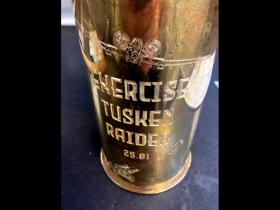 EXERCISE
TUSKEN
RAIDER
25.01